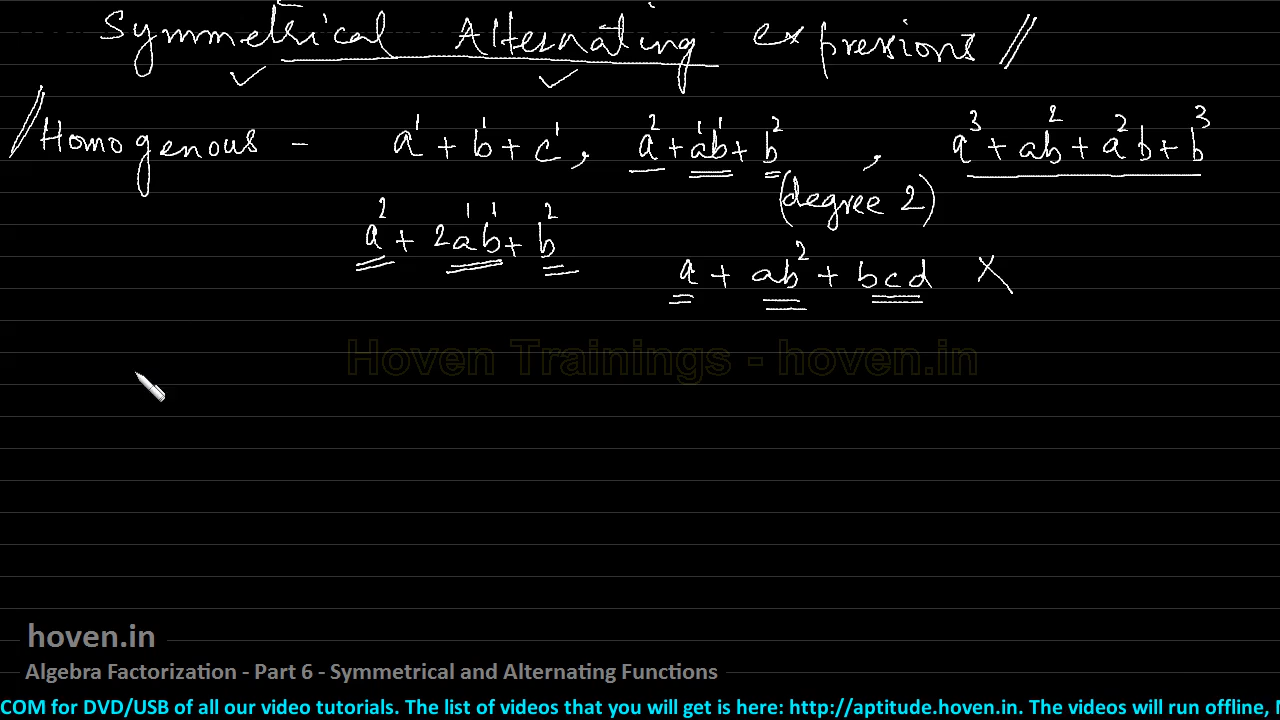 Symmetrical Alternating expressions //
// Homogenous - a¹ + b¹ + c¹, a² + a¹b¹ + b², a³ + ab² + a²b + b³
(degree 2)
a² + 2a¹b¹ + b²
a + ab² + bcd X
Hoven Trainings - hoven.in
hoven.in
Algebra Factorization - Part 6 - Symmetrical and Alternating Functions
COM for DVD/USB of all our video tutorials. The list of videos that you will get is here: http://aptitude.hoven.in. The videos will run offline,